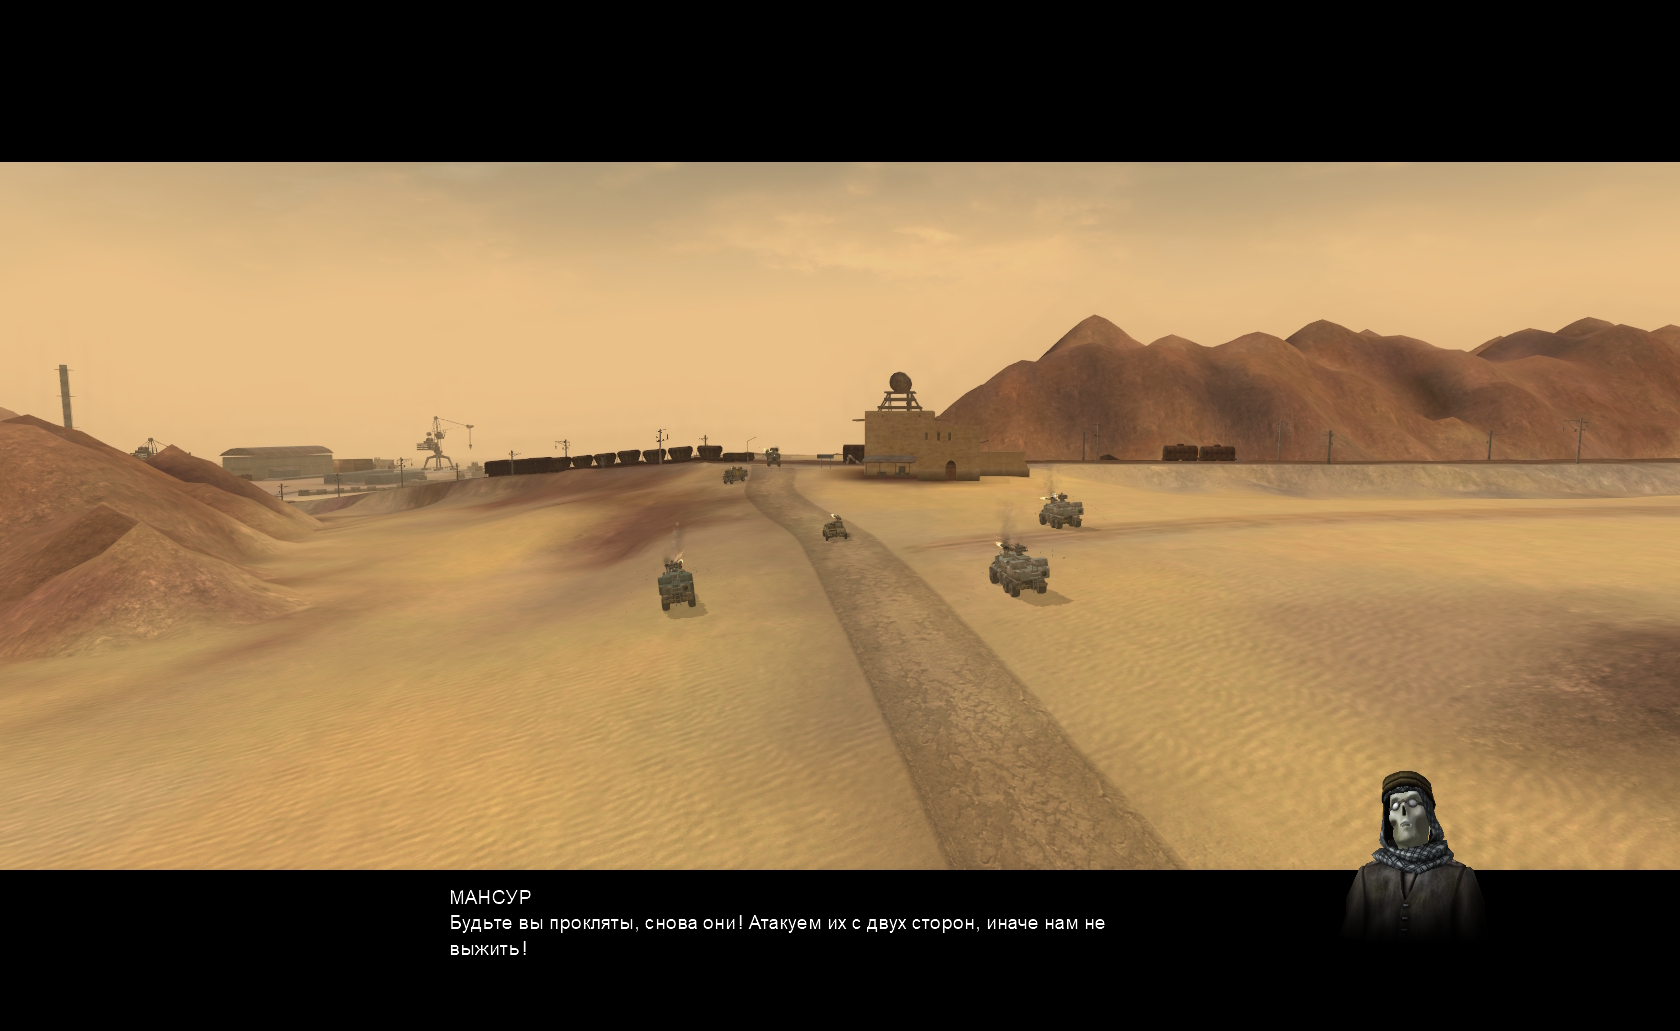 МАНСУР
Будьте вы прокляты, снова они! Атакуем их с двух сторон, иначе нам не
выжить!